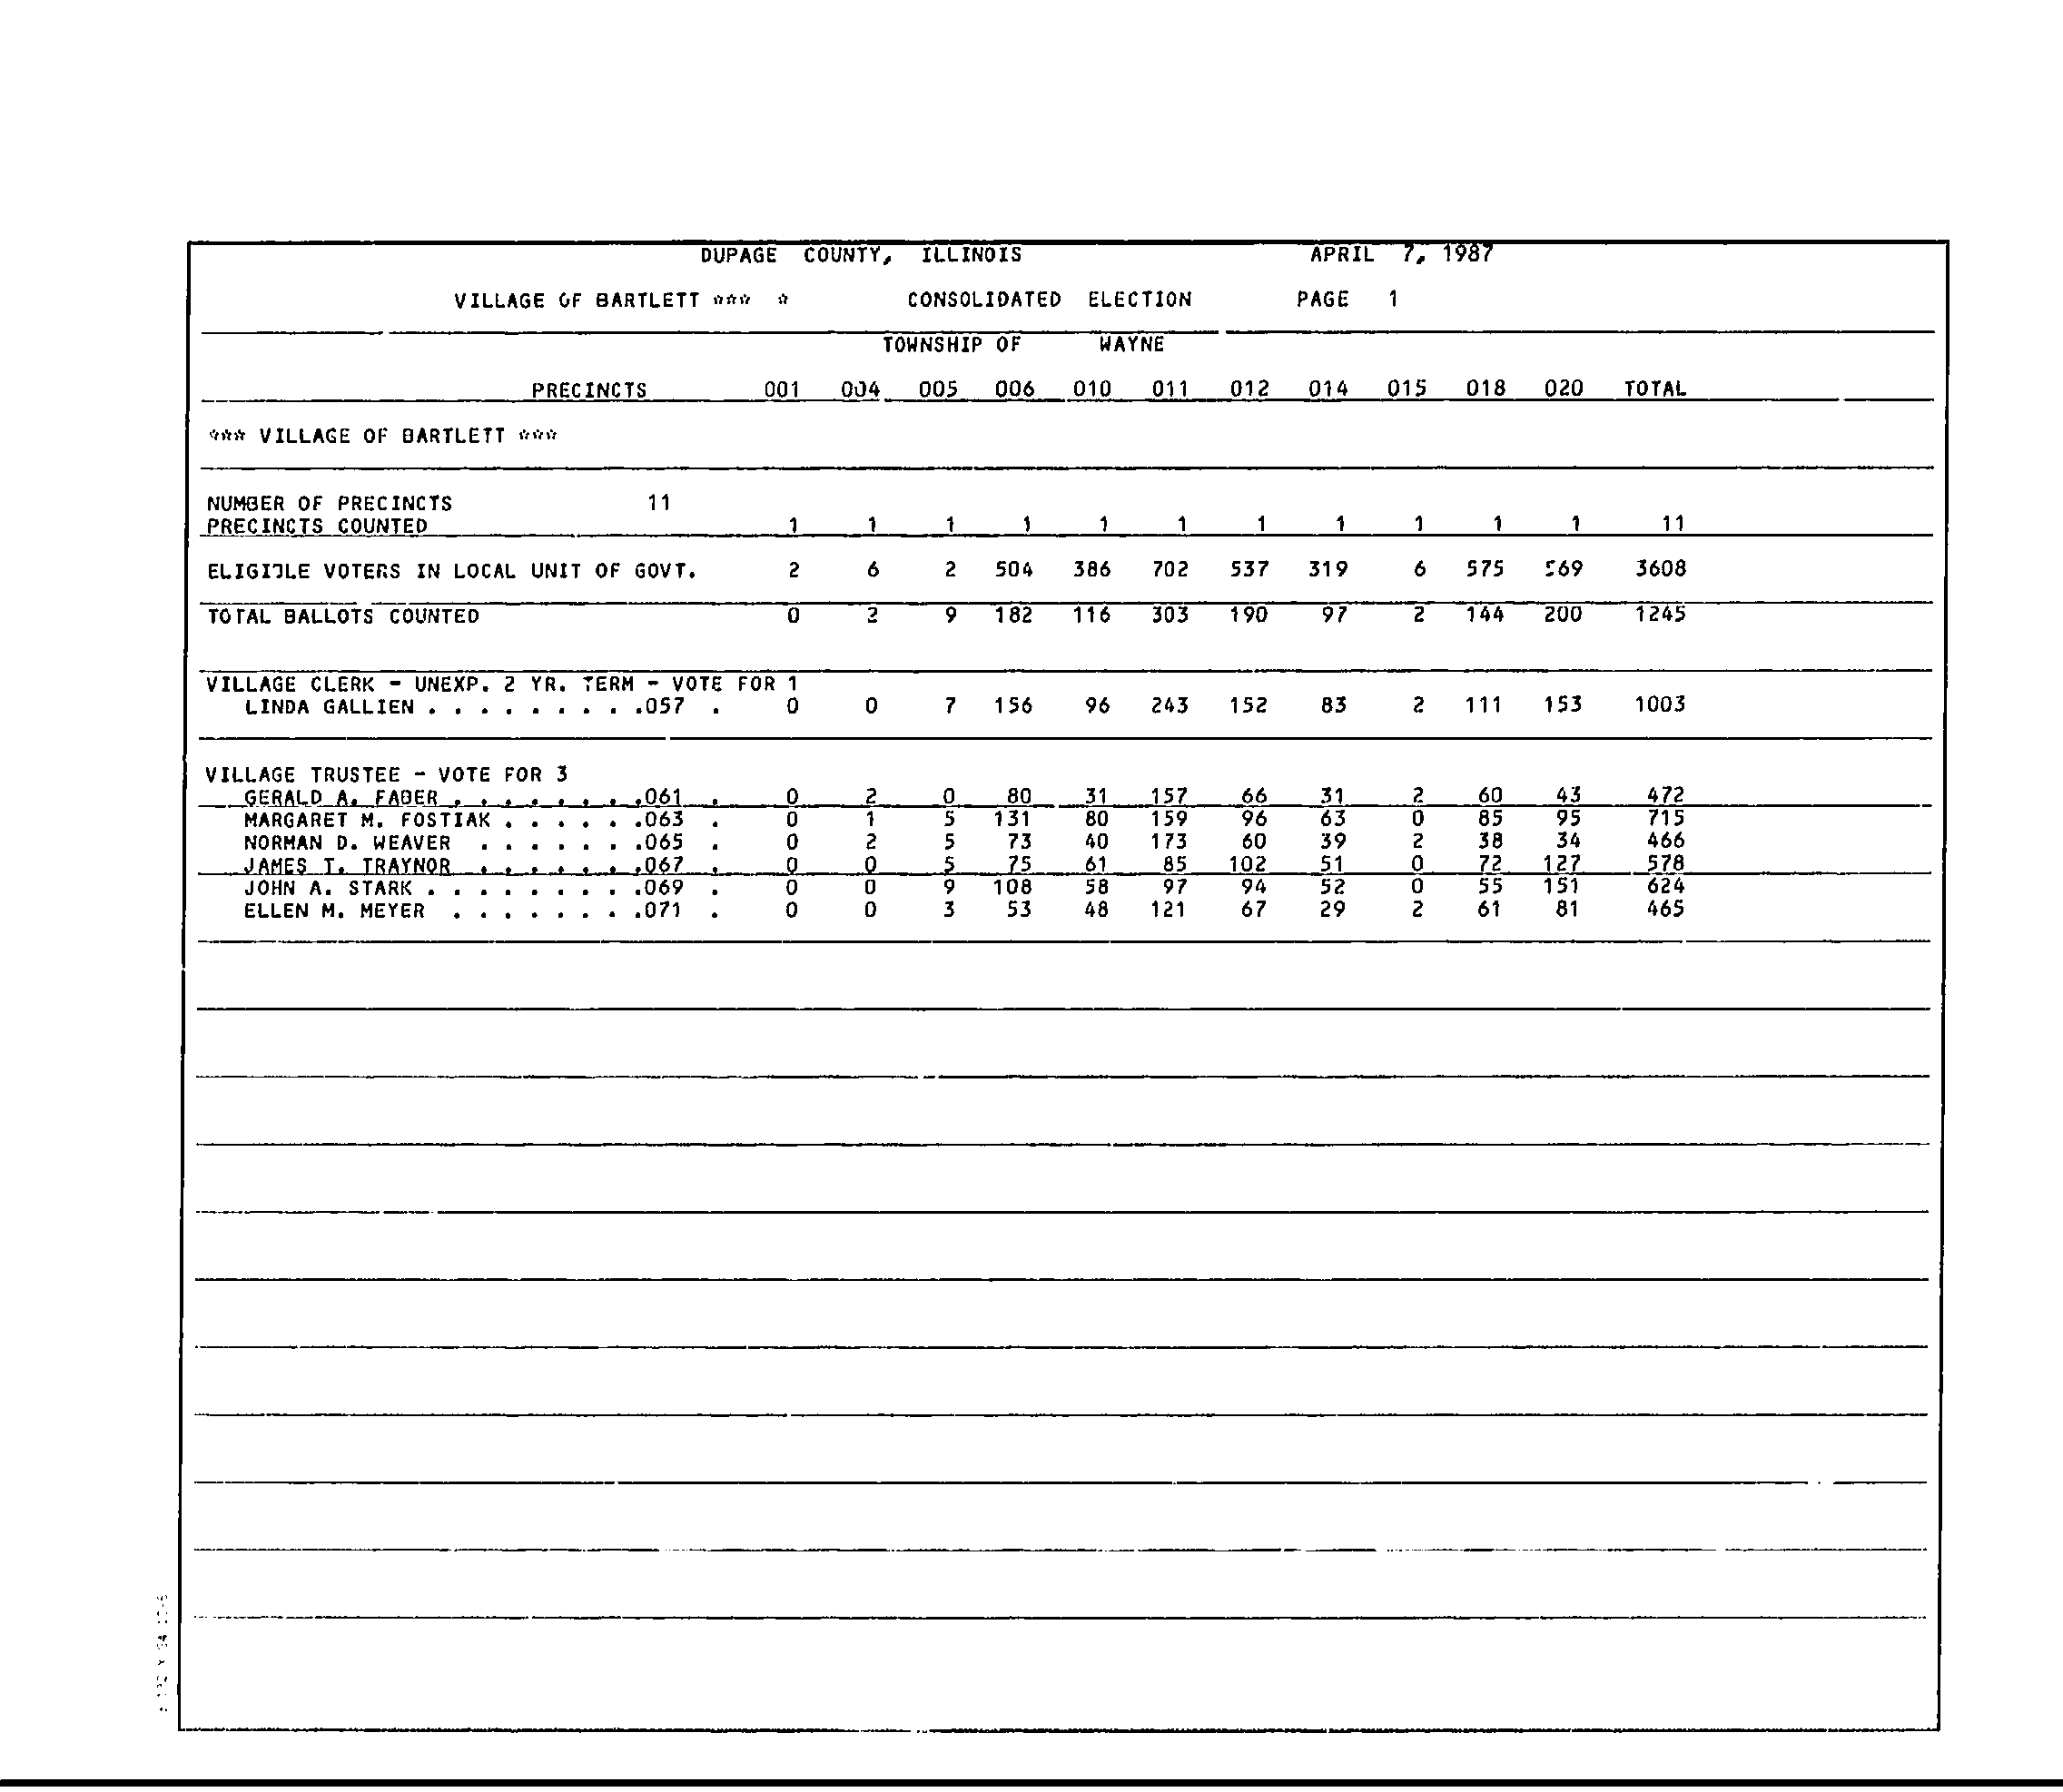 DUPAGE COUNTY, ILLINOIS APRIL 7, 1987
VILLAGE OF BARTLETT *** * CONSOLIDATED ELECTION PAGE 1
TOWNSHIP OF WAYNE
PRECINCTS 001 004 005 006 010 011 012 014 015 018 020 TOTAL
*** VILLAGE OF BARTLETT ***
NUMBER OF PRECINCTS 11
PRECINCTS COUNTED 1 1 1 1 1 1 1 1 1 1 1 11
ELIGIBLE VOTERS IN LOCAL UNIT OF GOVT. 2 6 2 504 386 702 537 319 6 575 569 3608
TOTAL BALLOTS COUNTED 0 2 9 182 116 303 190 97 2 144 200 1245
VILLAGE CLERK - UNEXP. 2 YR. TERM - VOTE FOR 1
LINDA GALLIEN . . . . . . . . .057 . 0 0 7 156 96 243 152 83 2 111 153 1003
VILLAGE TRUSTEE - VOTE FOR 3
GERALD A. FABER . . . . . . . .061 . 0 2 0 80 31 157 66 31 2 60 43 472
MARGARET M. FOSTIAK . . . . . .063 . 0 1 5 131 80 159 96 63 0 85 95 715
NORMAN D. WEAVER . . . . . . .065 . 0 2 5 73 40 173 60 39 2 38 34 466
JAMES T. TRAYNOR . . . . . . .067 . 0 0 5 75 61 85 102 51 0 72 127 578
JOHN A. STARK . . . . . . . . .069 . 0 0 9 108 58 97 94 52 0 55 151 624
ELLEN M. MEYER . . . . . . . .071 . 0 0 3 53 48 121 67 29 2 61 81 465